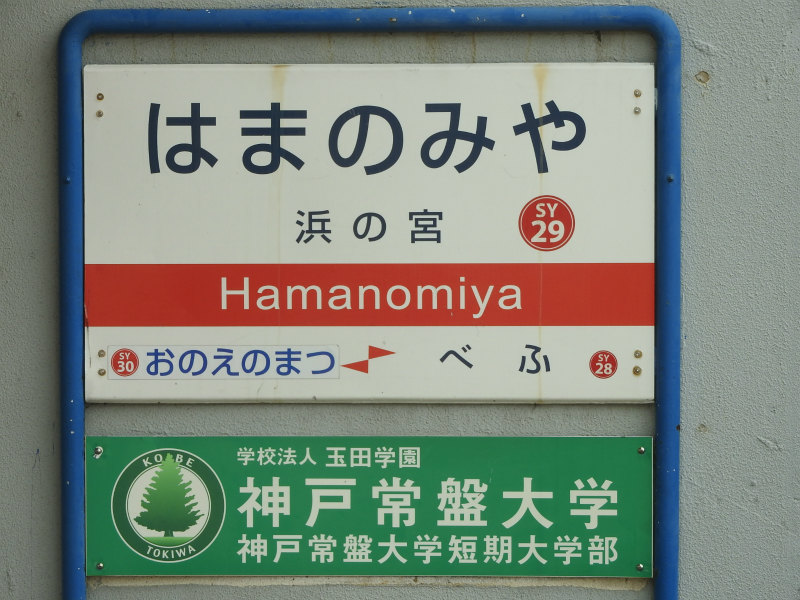 はまのみや
浜の宮
SY
29
Hamanomiya
SY
30
おのえのまつ
べふ
SY
28
KOBE
TOKIWA
学校法人 玉田学園
神戸常盤大学
神戸常盤大学短期大学部